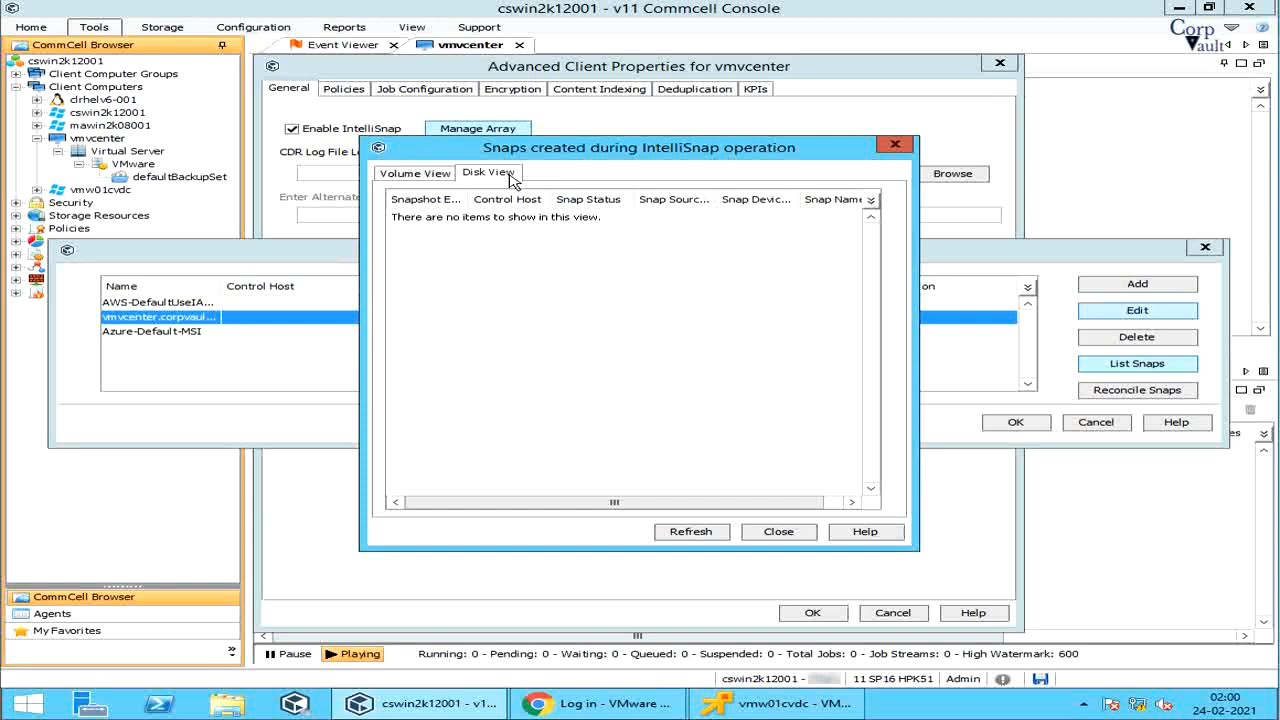 cswin2k12001 - v11 Commcell Console
Home Tools Storage Configuration Reports View Support
Corp Vault
CommCell Browser
Event Viewer
vmvcenter
cswin2k12001
Client Computer Groups
Client Computers
clrhelv6-001
cswin2k12001
mawin2k08001
vmvcenter
Virtual Server
VMware
defaultBackupSet
vmw01cvdc
Security
Storage Resources
Policies
Advanced Client Properties for vmvcenter
General Policies Job Configuration Encryption Content Indexing Deduplication KPIs
Enable IntelliSnap Manage Array
CDR Log File Lo
Browse
Enter Alternate
Name Control Host on
AWS-DefaultUseIA...
vmvcenter.corpvaul...
Azure-Default-MSI
Add
Edit
Delete
List Snaps
Reconcile Snaps
OK Cancel Help
es
Snaps created during IntelliSnap operation
Volume View Disk View
Snapshot E... Control Host Snap Status Snap Sourc... Snap Devic... Snap Name
There are no items to show in this view.
Refresh Close Help
OK Cancel Help
CommCell Browser
Agents
My Favorites
Pause Playing Running: 0 - Pending: 0 - Waiting: 0 - Queued: 0 - Suspended: 0 - Total Jobs: 0 - Job Streams: 0 - High Watermark: 600
cswin2k12001 - 11 SP16 HPK51 Admin
cswin2k12001 - v1...
Log in - VMware ...
vmw01cvdc - VM...
02:00
24-02-2021